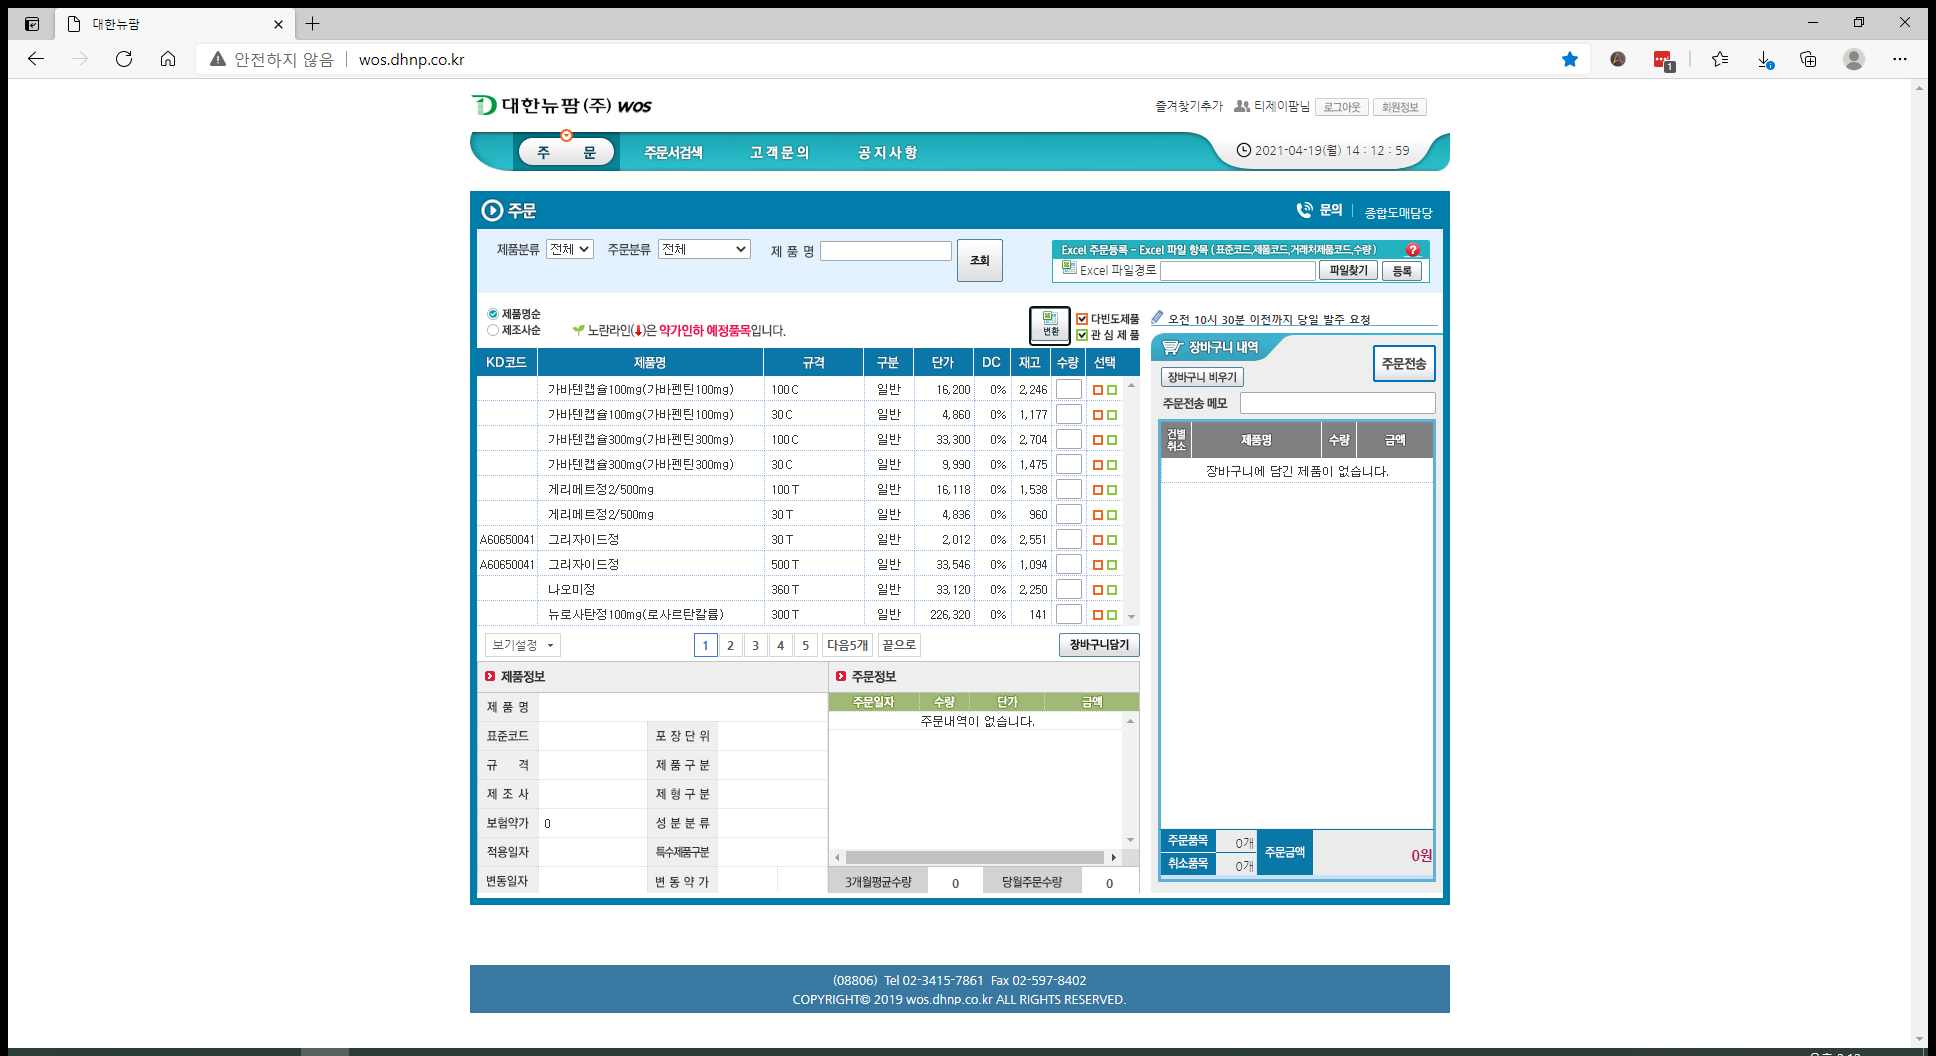 대한뉴팜
안전하지 않음 wos.dhnp.co.kr
1
대한뉴팜(주) WOS
즐겨찾기추가 티제이팜님 로그아웃 회원정보
주 문 주문서검색 고객문의 공지사항 2021-04-19(월) 14 : 12 : 59
주문 문의 종합도매담당
제품분류 전체 주문분류 전체 제 품 명 조회
Excel 주문등록 - Excel 파일 항목 (표준코드,제품코드,거래처제품코드,수량) ?
Excel 파일경로 파일찾기 등록
제품명순
제조사순
노란라인(↓)은 약가인하 예정품목입니다.
변환
다빈도제품
관 심 제 품
오전 10시 30분 이전까지 당일 발주 요청
KD코드 제품명 규격 구분 단가 DC 재고 수량 선택
가바텐캡슐100mg(가바펜틴100mg) 100 C 일반 16,200 0% 2,246
가바텐캡슐100mg(가바펜틴100mg) 30 C 일반 4,860 0% 1,177
가바텐캡슐300mg(가바펜틴300mg) 100 C 일반 33,300 0% 2,704
가바텐캡슐300mg(가바펜틴300mg) 30 C 일반 9,990 0% 1,475
게리메트정2/500mg 100 T 일반 16,118 0% 1,538
게리메트정2/500mg 30 T 일반 4,836 0% 960
A60650041 그리자이드정 30 T 일반 2,012 0% 2,551
A60650041 그리자이드정 500 T 일반 33,546 0% 1,094
나오미정 360 T 일반 33,120 0% 2,250
뉴로사탄정100mg(로사르탄칼륨) 300 T 일반 226,320 0% 141
보기설정 1 2 3 4 5 다음5개 끝으로 장바구니담기
장바구니 내역 주문전송
장바구니 비우기
주문전송 메모
건별취소 제품명 수량 금액
장바구니에 담긴 제품이 없습니다.
주문품목 0개 주문금액 0원
취소품목 0개
제품정보
제 품 명
표준코드 포 장 단 위
규 격 제 품 구 분
제 조 사 제 형 구 분
보험약가 0 성 분 분 류
적용일자 특수제품구분
변동일자 변 동 약 가
주문정보
주문일자 수량 단가 금액
주문내역이 없습니다.
3개월평균수량 0 당월주문수량 0
(08806) Tel 02-3415-7861 Fax 02-597-8402
COPYRIGHT© 2019 wos.dhnp.co.kr ALL RIGHTS RESERVED.